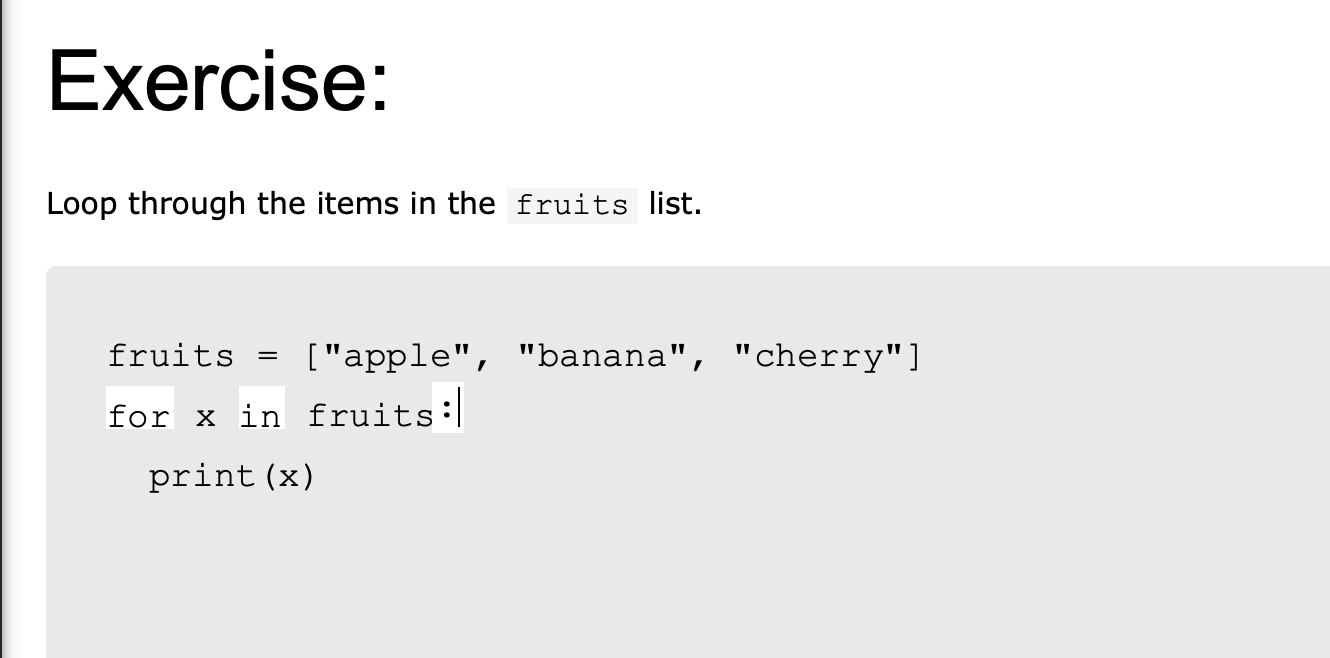 Exercise:
Loop through the items in the fruits list.
fruits = ["apple", "banana", "cherry"]
for x in fruits:
  print(x)